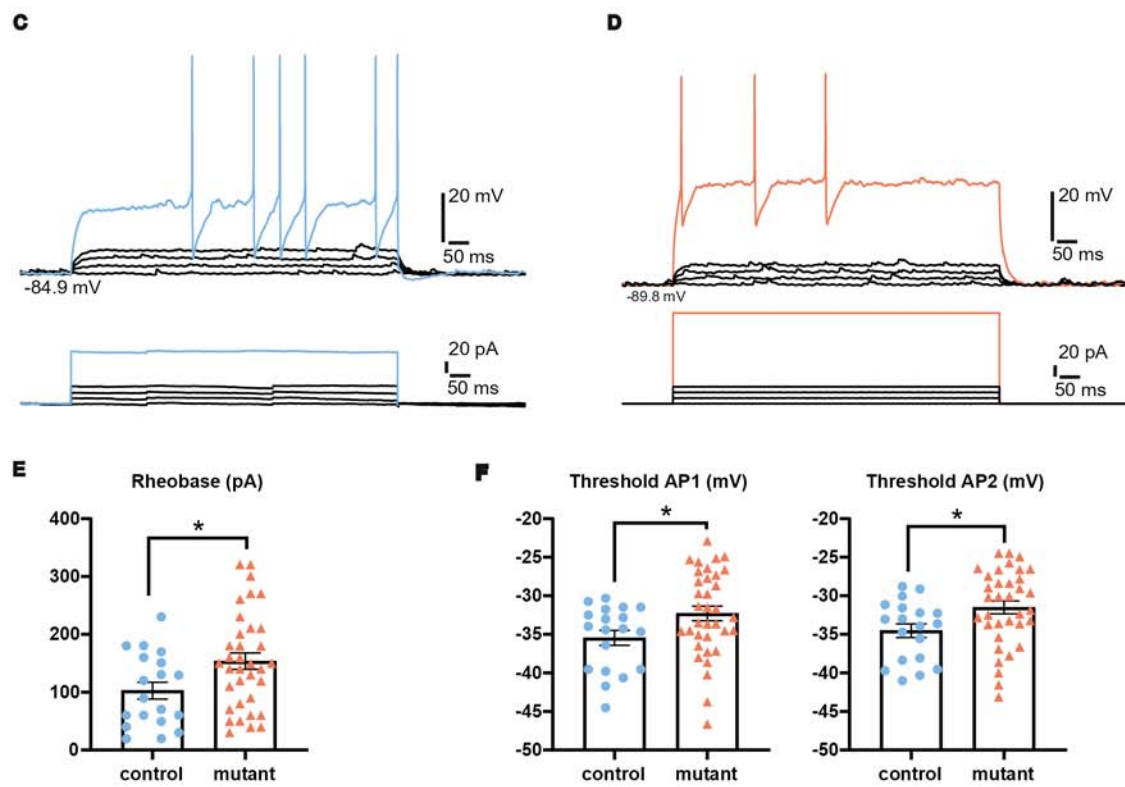 C
20 mV
50 ms
-84.9 mV
20 pA
50 ms
D
20 mV
50 ms
-89.8 mV
20 pA
50 ms
E
Rheobase (pA)
*
400
300
200
100
0
control
mutant
F
Threshold AP1 (mV)
*
-20
-25
-30
-35
-40
-45
-50
control
mutant
Threshold AP2 (mV)
*
-20
-25
-30
-35
-40
-45
-50
control
mutant